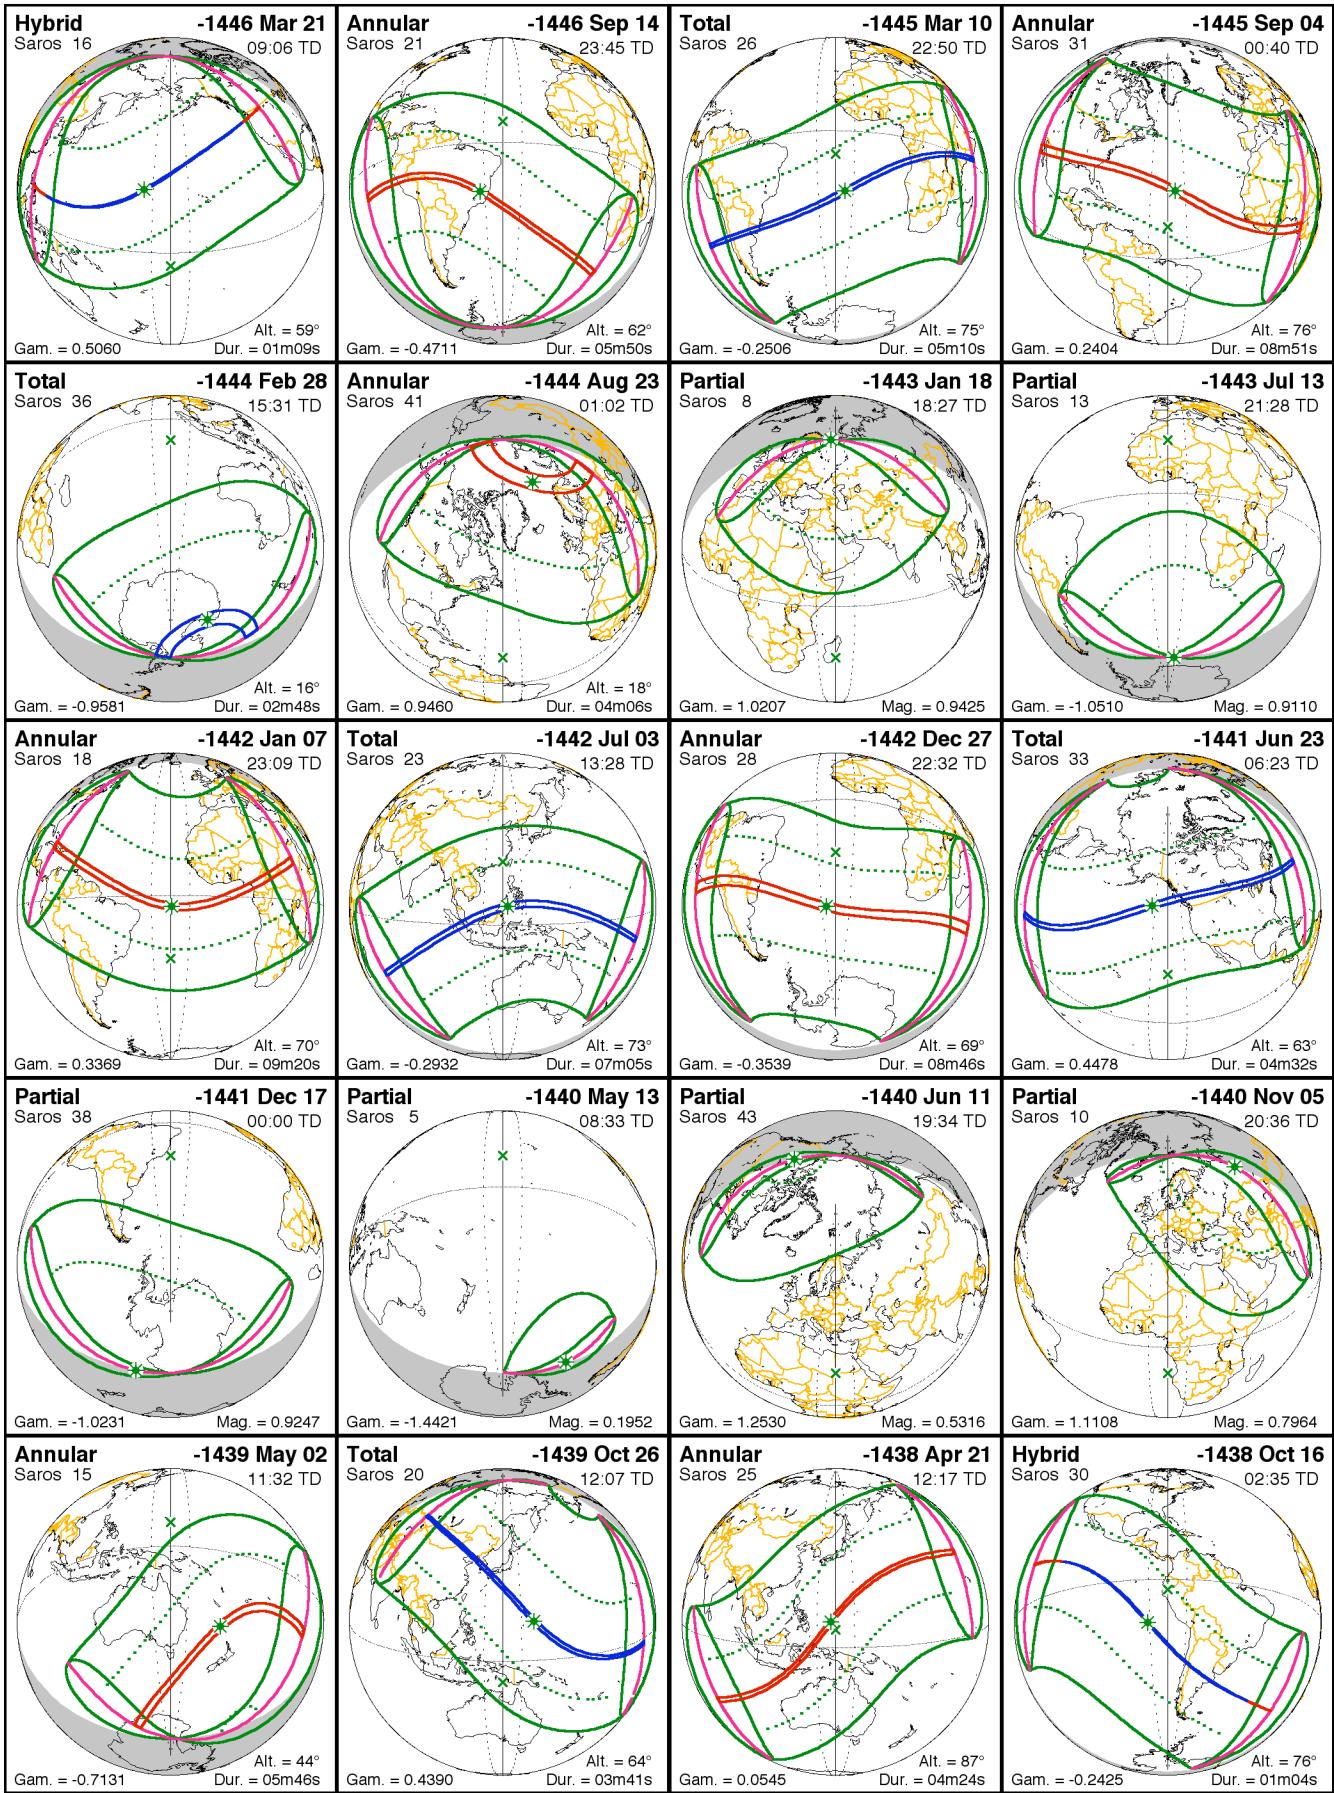 Hybrid -1446 Mar 21
Saros 16 09:06 TD
Alt. = 59°
Gam. = 0.5060 Dur. = 01m09s
Annular -1446 Sep 14
Saros 21 23:45 TD
Alt. = 62°
Gam. = -0.4711 Dur. = 05m50s
Total -1445 Mar 10
Saros 26 22:50 TD
Alt. = 75°
Gam. = -0.2506 Dur. = 05m10s
Annular -1445 Sep 04
Saros 31 00:40 TD
Alt. = 76°
Gam. = 0.2404 Dur. = 08m51s
Total -1444 Feb 28
Saros 36 15:31 TD
Alt. = 16°
Gam. = -0.9581 Dur. = 02m48s
Annular -1444 Aug 23
Saros 41 01:02 TD
Alt. = 18°
Gam. = 0.9460 Dur. = 04m06s
Partial -1443 Jan 18
Saros 8 18:27 TD
Gam. = 1.0207 Mag. = 0.9425
Partial -1443 Jul 13
Saros 13 21:28 TD
Gam. = -1.0510 Mag. = 0.9110
Annular -1442 Jan 07
Saros 18 23:09 TD
Alt. = 70°
Gam. = 0.3369 Dur. = 09m20s
Total -1442 Jul 03
Saros 23 13:28 TD
Alt. = 73°
Gam. = -0.2932 Dur. = 07m05s
Annular -1442 Dec 27
Saros 28 22:32 TD
Alt. = 69°
Gam. = -0.3539 Dur. = 08m46s
Total -1441 Jun 23
Saros 33 06:23 TD
Alt. = 63°
Gam. = 0.4478 Dur. = 04m32s
Partial -1441 Dec 17
Saros 38 00:00 TD
Gam. = -1.0231 Mag. = 0.9247
Partial -1440 May 13
Saros 5 08:33 TD
Gam. = -1.4421 Mag. = 0.1952
Partial -1440 Jun 11
Saros 43 19:34 TD
Gam. = 1.2530 Mag. = 0.5316
Partial -1440 Nov 05
Saros 10 20:36 TD
Gam. = 1.1108 Mag. = 0.7964
Annular -1439 May 02
Saros 15 11:32 TD
Alt. = 44°
Gam. = -0.7131 Dur. = 05m46s
Total -1439 Oct 26
Saros 20 12:07 TD
Alt. = 64°
Gam. = 0.4390 Dur. = 03m41s
Annular -1438 Apr 21
Saros 25 12:17 TD
Alt. = 87°
Gam. = 0.0545 Dur. = 04m24s
Hybrid -1438 Oct 16
Saros 30 02:35 TD
Alt. = 76°
Gam. = -0.2425 Dur. = 01m04s